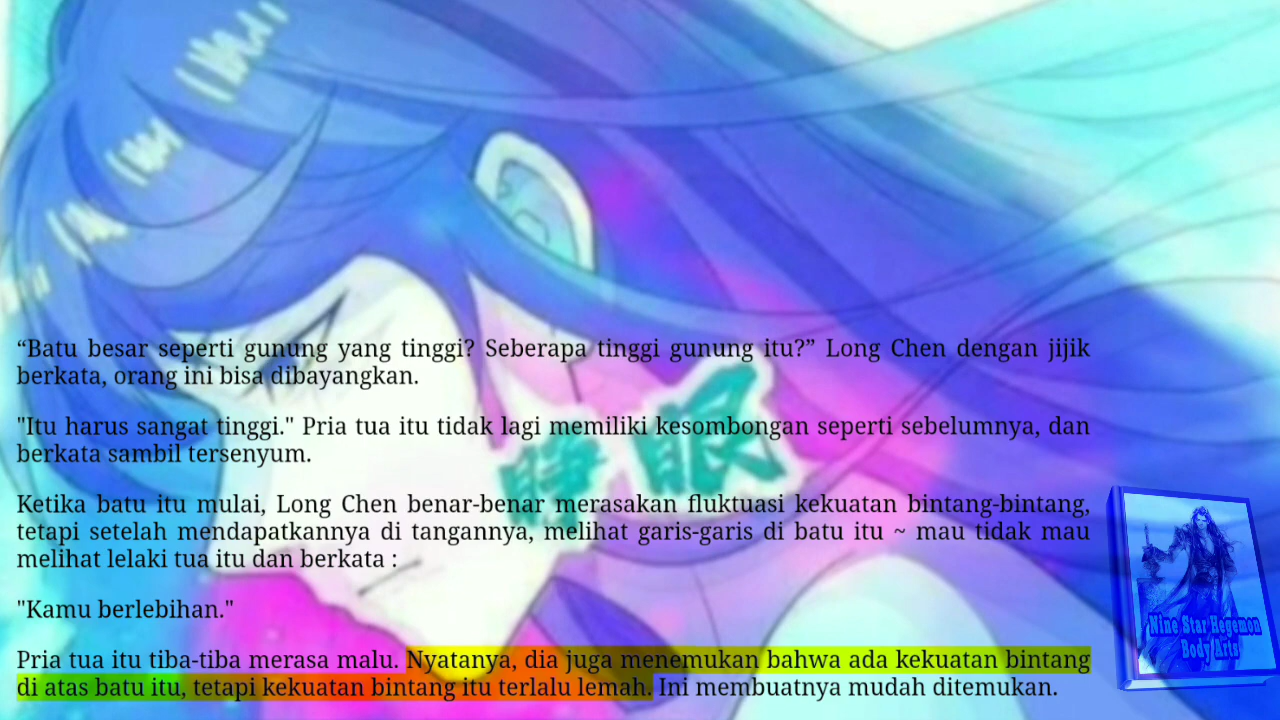 “Batu besar seperti gunung yang tinggi? Seberapa tinggi gunung itu?” Long Chen dengan jijik
berkata, orang ini bisa dibayangkan.
"Itu harus sangat tinggi." Pria tua itu tidak lagi memiliki kesombongan seperti sebelumnya, dan
berkata sambil tersenyum.
Ketika batu itu mulai, Long Chen benar-benar merasakan fluktuasi kekuatan bintang-bintang,
tetapi setelah mendapatkannya di tangannya, melihat garis-garis di batu itu ~ mau tidak mau
melihat lelaki tua itu dan berkata :
"Kamu berlebihan."
Pria tua itu tiba-tiba merasa malu. Nyatanya, dia juga menemukan bahwa ada kekuatan bintang
di atas batu itu, tetapi kekuatan bintang itu terlalu lemah. Ini membuatnya mudah ditemukan.
睁眼
Nine Star Hegemon
Body Arts